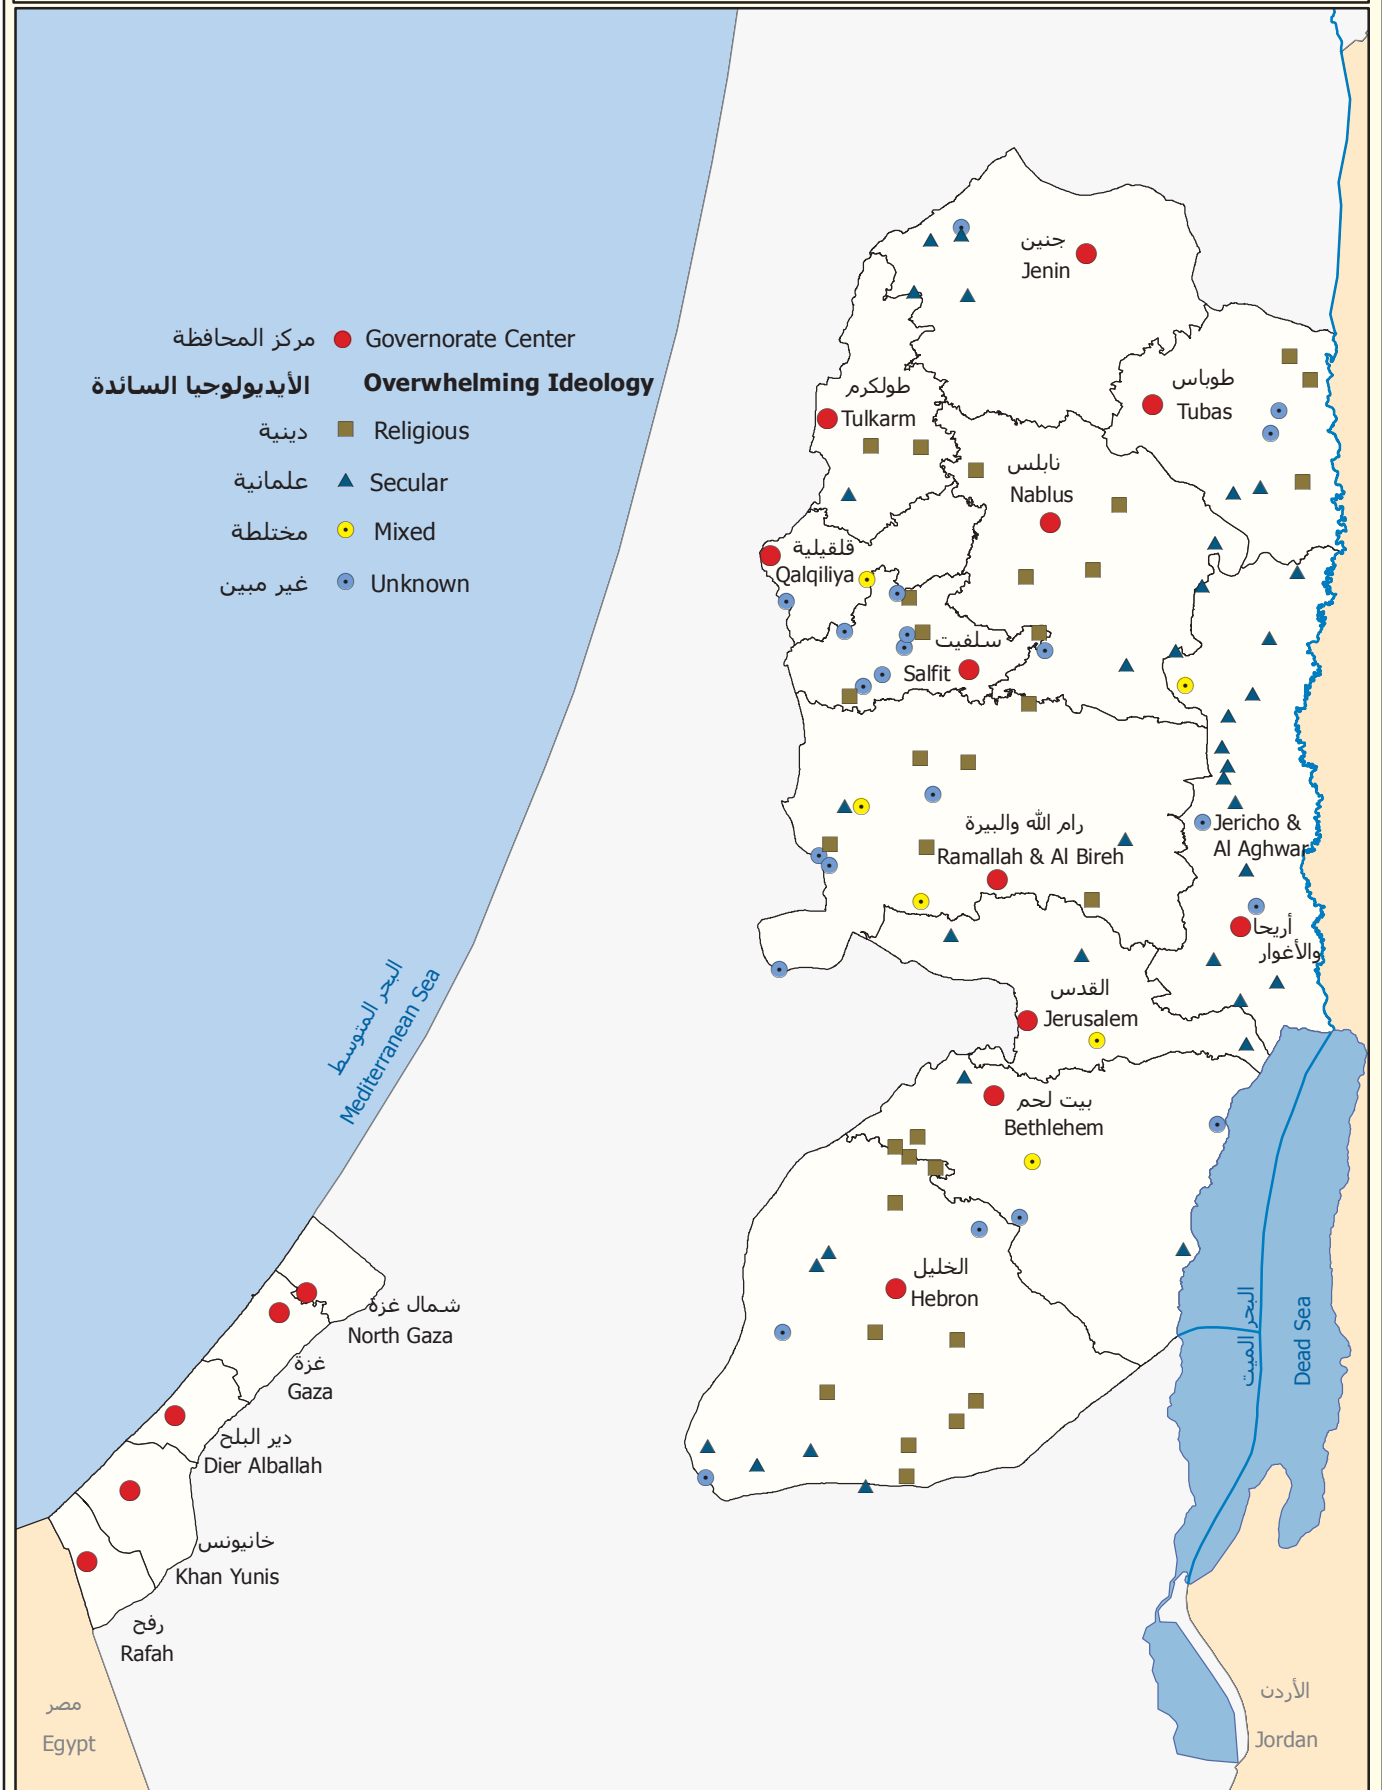 جنين
Jenin
مركز المحافظة Governorate Center
الأيديولوجيا السائدة Overwhelming Ideology
دينية Religious
علمانية Secular
مختلطة Mixed
غير مبين Unknown
طوباس
Tubas
طولكرم
Tulkarm
نابلس
Nablus
قلقيلية
Qalqiliya
سلفيت
Salfit
رام الله والبيرة
Ramallah & Al Bireh
Jericho &
Al Aghwar
أريحا
والأغوار
البحر المتوسط
Mediterranean Sea
القدس
Jerusalem
بيت لحم
Bethlehem
الخليل
Hebron
البحر الميت
Dead Sea
شمال غزة
North Gaza
غزة
Gaza
دير البلح
Dier Alballah
خانيونس
Khan Yunis
رفح
Rafah
مصر
Egypt
الأردن
Jordan